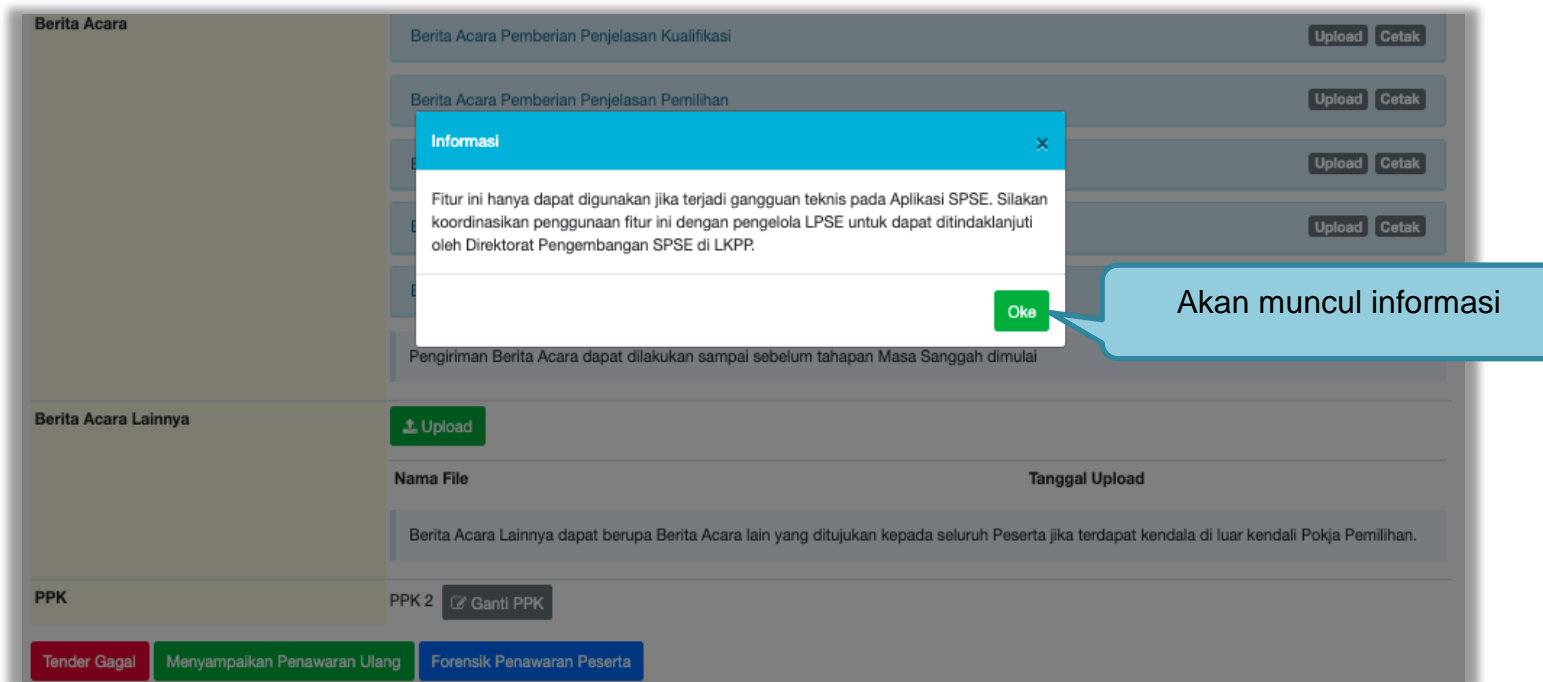 Berita Acara
Berita Acara Pemberian Penjelasan Kualifikasi
Upload Cetak
Berita Acara Pemberian Penjelasan Pemilihan
Upload Cetak
Informasi ×
Upload Cetak
Fitur ini hanya dapat digunakan jika terjadi gangguan teknis pada Aplikasi SPSE. Silakan
koordinasikan penggunaan fitur ini dengan pengelola LPSE untuk dapat ditindaklanjuti
oleh Direktorat Pengembangan SPSE di LKPP.
Upload Cetak
Oke
Akan muncul informasi
Pengiriman Berita Acara dapat dilakukan sampai sebelum tahapan Masa Sanggah dimulai
Berita Acara Lainnya
Upload
Nama File
Tanggal Upload
Berita Acara Lainnya dapat berupa Berita Acara lain yang ditujukan kepada seluruh Peserta jika terdapat kendala di luar kendali Pokja Pemilihan.
PPK
PPK 2 Ganti PPK
Tender Gagal Menyampaikan Penawaran Ulang Forensik Penawaran Peserta